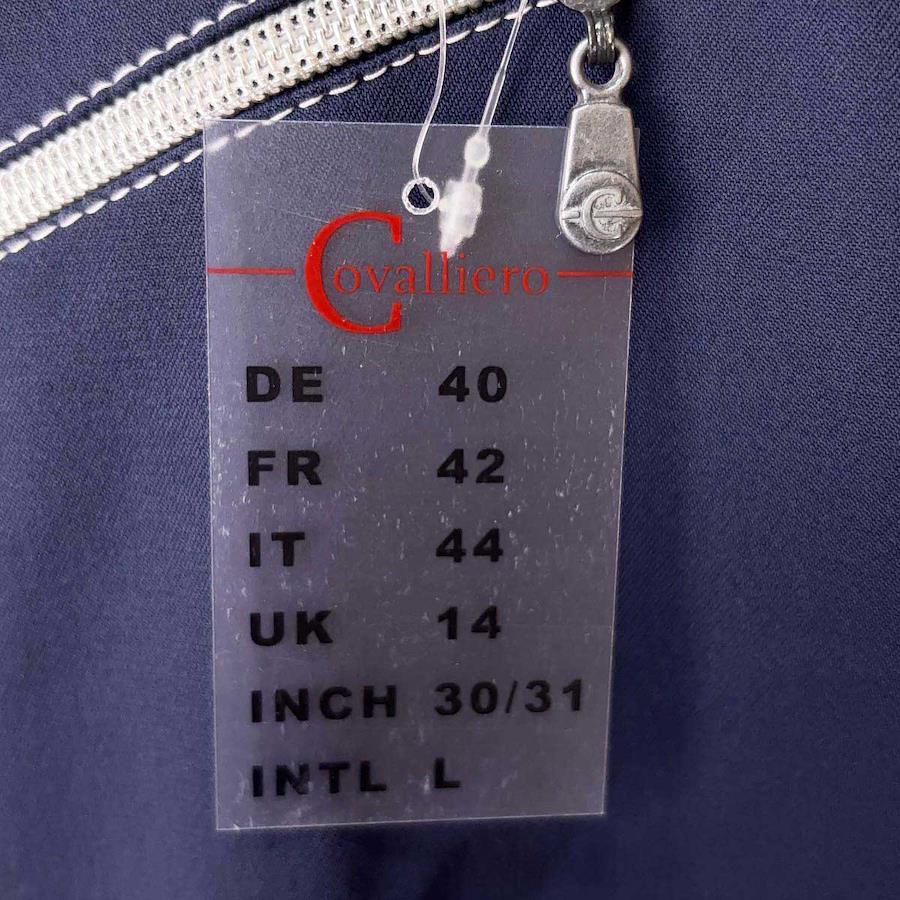 Covalliero
DE 40
FR 42
IT 44
UK 14
INCH 30/31
INTL L